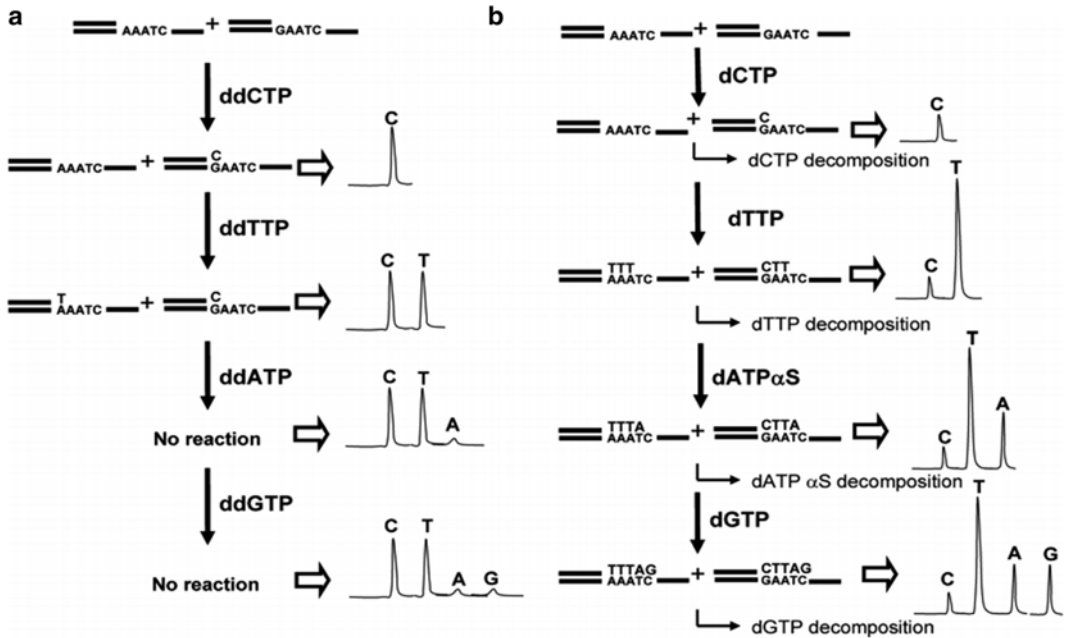 a
AAATC + GAATC
ddCTP
C
AAATC + C
GAATC
ddTTP
C T
T
AAATC + C
GAATC
ddATP
C T A
No reaction
ddGTP
C T A G
No reaction
b
AAATC + GAATC
dCTP
C
AAATC + C
GAATC
dCTP decomposition
dTTP
C T
TTT + CTT
AAATC GAATC
dTTP decomposition
dATPαS
C T A
TTTA + CTTA
AAATC GAATC
dATP αS decomposition
dGTP
C T A G
TTTAG + CTTAG
AAATC GAATC
dGTP decomposition